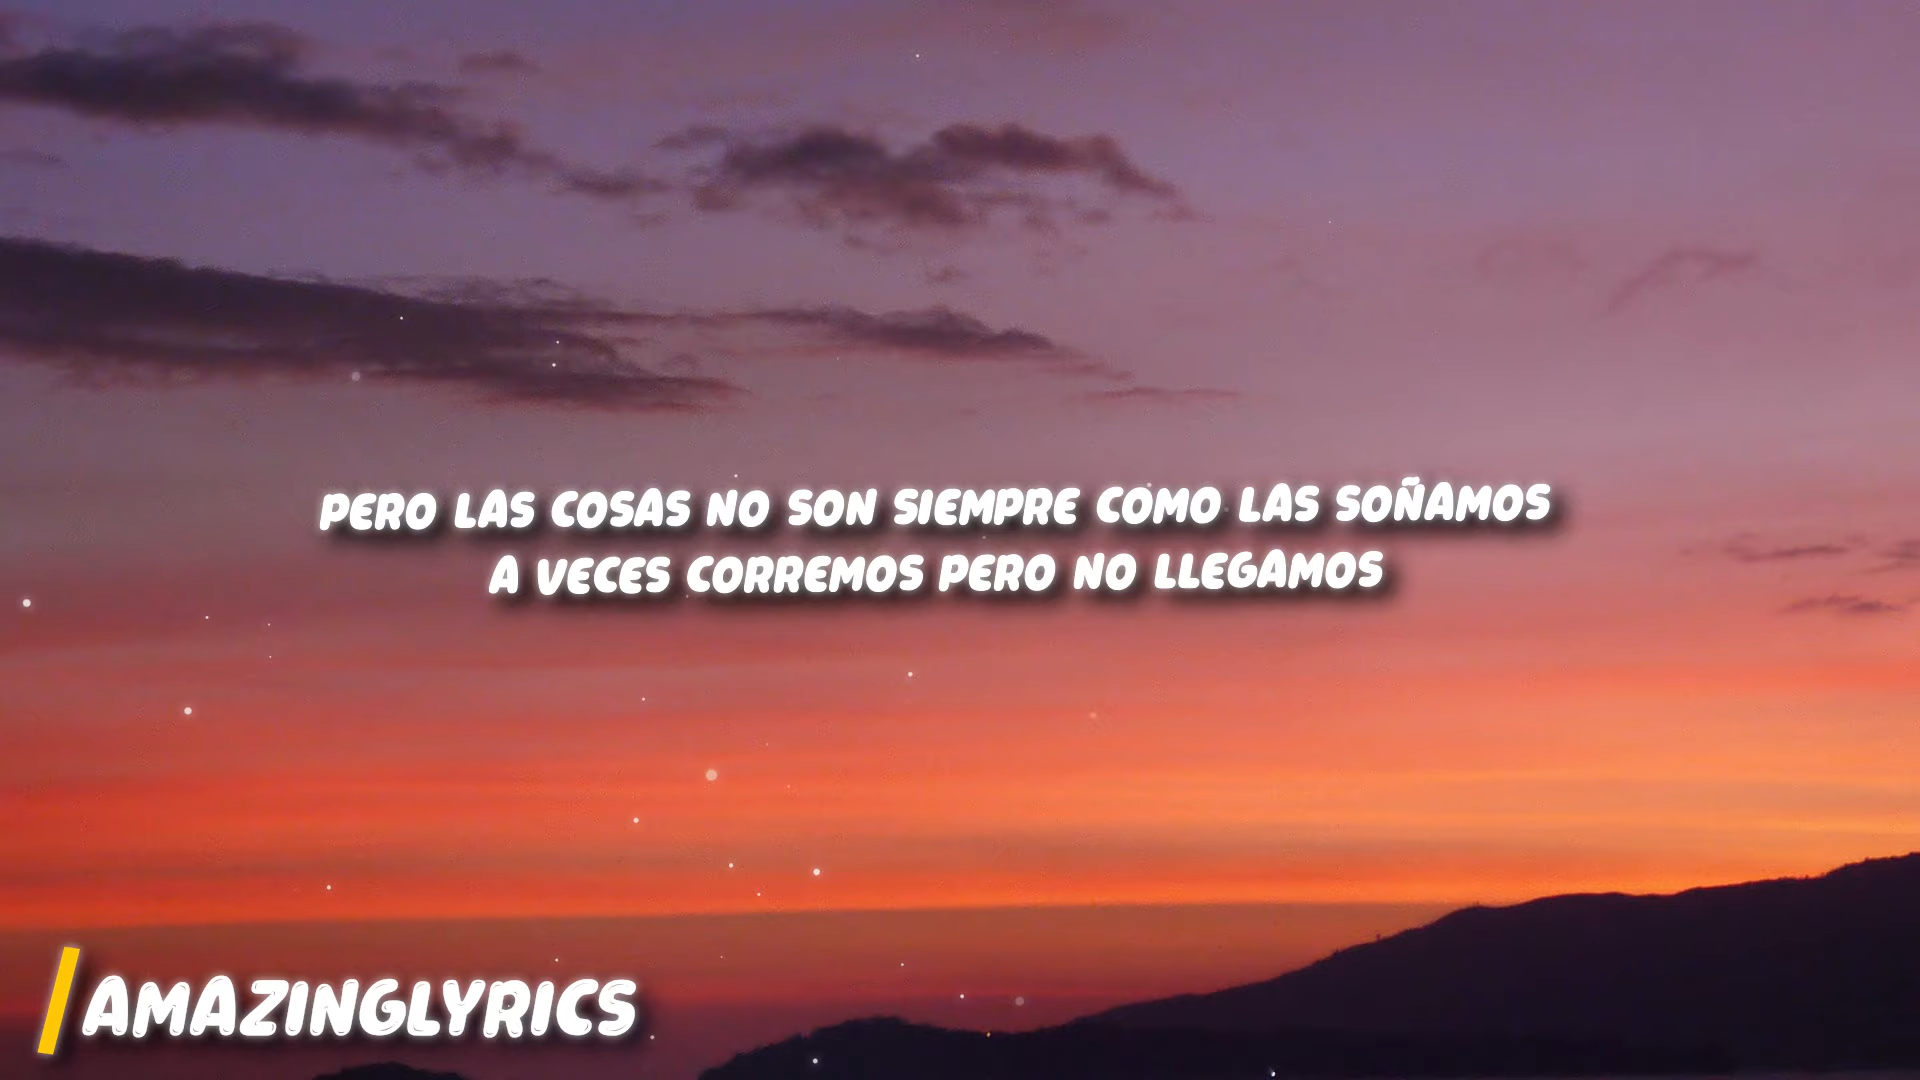 PERO LAS COSAS NO SON SIEMPRE COMO LAS SOÑAMOS
A VECES CORREMOS PERO NO LLEGAMOS
AMAZINGLYRICS